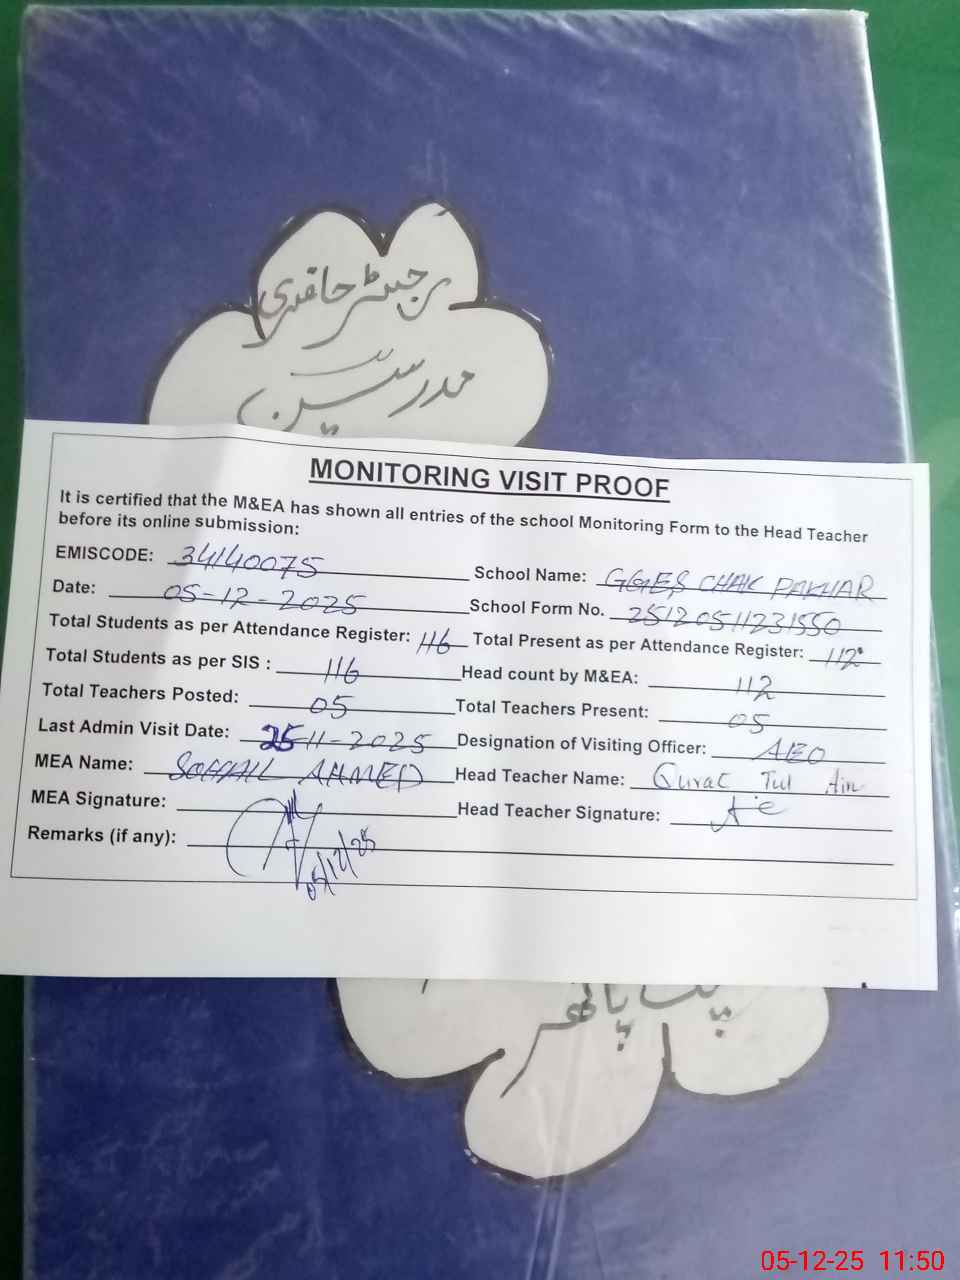 رجسٹر حاضری
مدرسین
MONITORING VISIT PROOF
It is certified that the M&EA has shown all entries of the school Monitoring Form to the Head Teacher
before its online submission:
EMISCODE: 34140075 School Name: GGES CHAK PAKHAR
Date: 05-12-2025 School Form No. 25120511231550
Total Students as per Attendance Register: 116 Total Present as per Attendance Register: 112
Total Students as per SIS : 116 Head count by M&EA: 112
Total Teachers Posted: 05 Total Teachers Present: 05
Last Admin Visit Date: 25-11-2025 Designation of Visiting Officer: AEO
MEA Name: SOHAIL AHMED Head Teacher Name: Qurat Tul Ain
MEA Signature: Head Teacher Signature:
Remarks (if any):
05/12/25
05-12-25 11:50